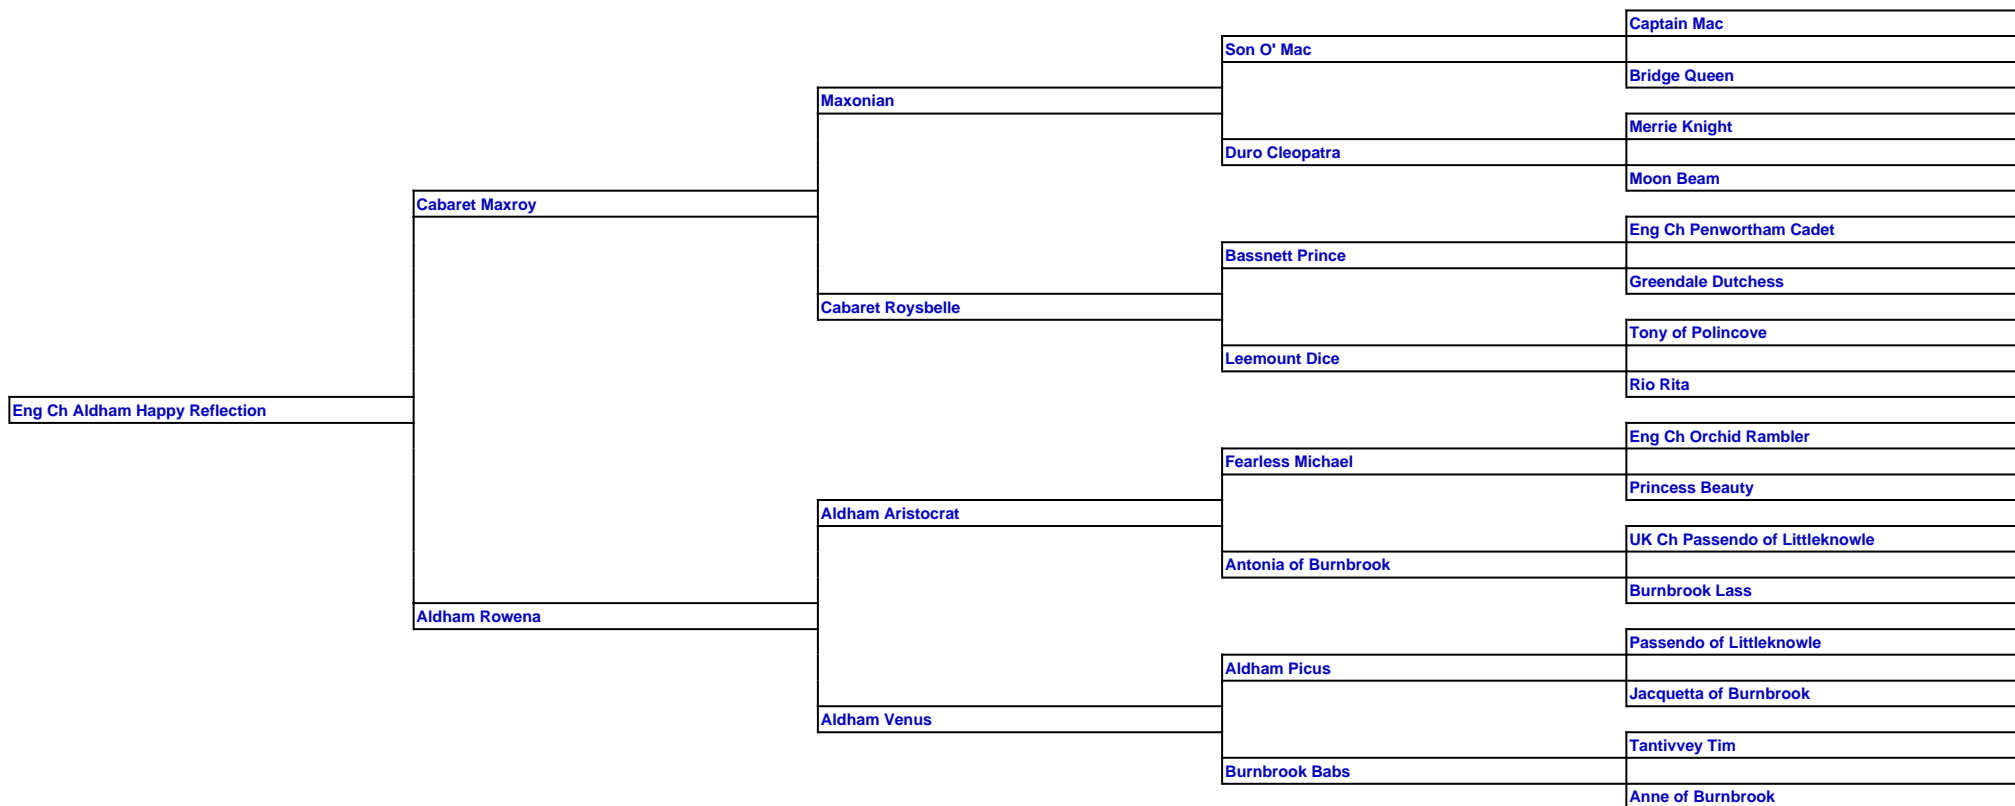 Captain Mac
Son O' Mac
Bridge Queen
Maxonian
Merrie Knight
Duro Cleopatra
Moon Beam
Cabaret Maxroy
Eng Ch Penwortham Cadet
Bassnett Prince
Greendale Dutchess
Cabaret Roysbelle
Tony of Polincove
Leemount Dice
Rio Rita
Eng Ch Aldham Happy Reflection
Eng Ch Orchid Rambler
Fearless Michael
Princess Beauty
Aldham Aristocrat
UK Ch Passendo of Littleknowle
Antonia of Burnbrook
Burnbrook Lass
Aldham Rowena
Passendo of Littleknowle
Aldham Picus
Jacquetta of Burnbrook
Aldham Venus
Tantivvey Tim
Burnbrook Babs
Anne of Burnbrook